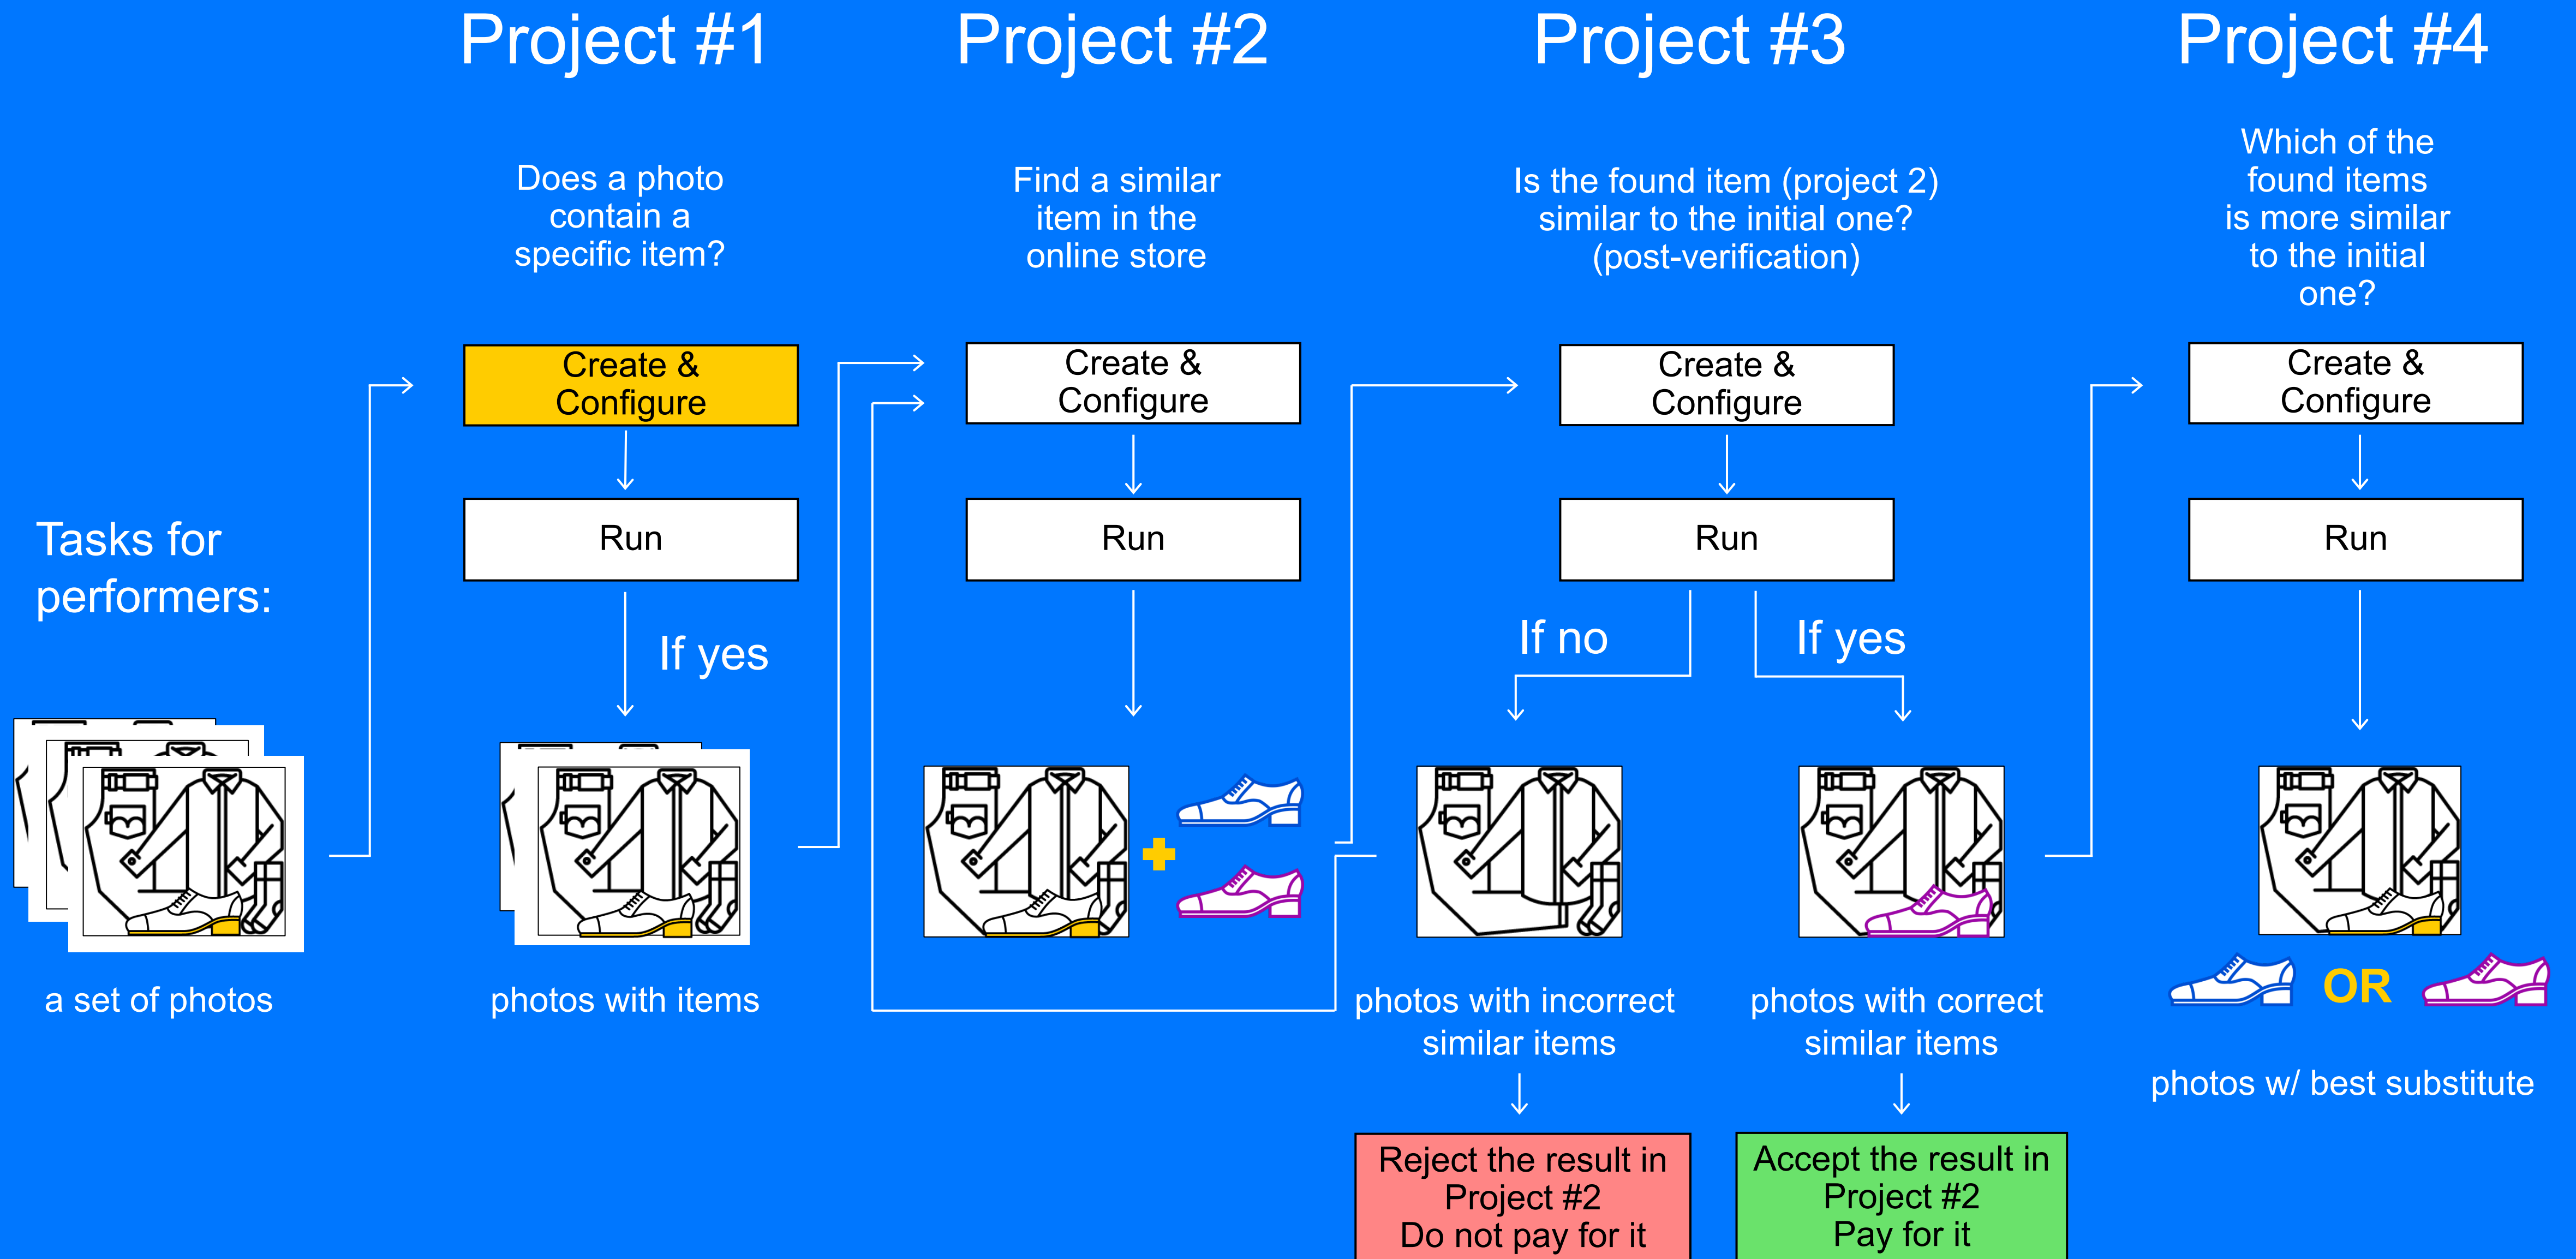 Project #1
Project #2
Project #3
Project #4
Does a photo
contain a
specific item?
Find a similar
item in the
online store
Is the found item (project 2)
similar to the initial one?
(post-verification)
Which of the
found items
is more similar
to the initial
one?
Create &
Configure
Create &
Configure
Create &
Configure
Create &
Configure
Tasks for
performers:
Run
Run
Run
Run
If yes
If no
If yes
a set of photos
photos with items
photos with incorrect
similar items
photos with correct
similar items
OR
photos w/ best substitute
Reject the result in
Project #2
Do not pay for it
Accept the result in
Project #2
Pay for it